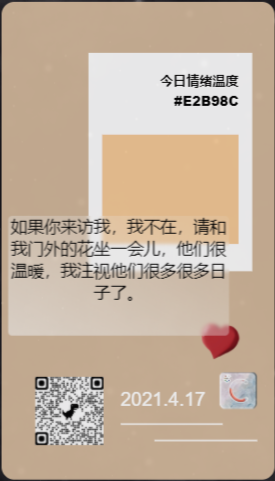 今日情绪温度
#E2B98C
如果你来访我，我不在，请和
我门外的花坐一会儿，他们很
温暖，我注视他们很多很多日
子了。
2021.4.17